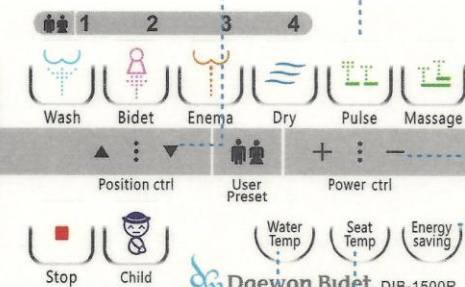 1 2 3 4
Wash Bidet Enema Dry Pulse Massage
Position ctrl User Preset Power ctrl
Stop Child Water Temp Seat Temp Energy saving
Daewon Bidet DIB-1500R